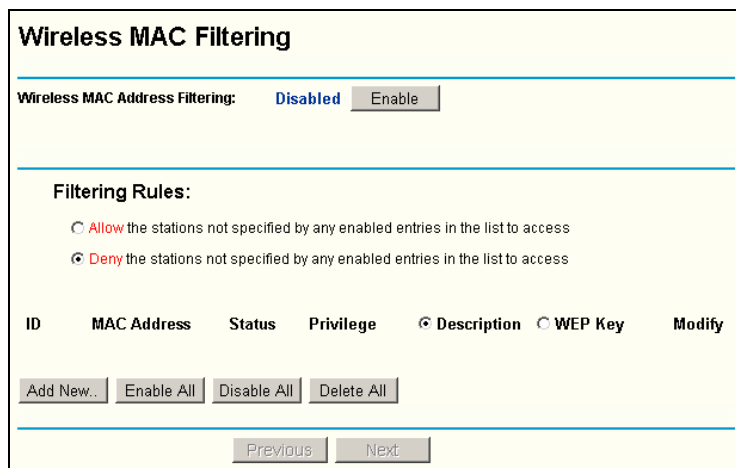 Wireless MAC Filtering
Wireless MAC Address Filtering: Disabled Enable
Filtering Rules:
Allow the stations not specified by any enabled entries in the list to access
Deny the stations not specified by any enabled entries in the list to access
ID MAC Address Status Privilege Description WEP Key Modify
Add New.. Enable All Disable All Delete All
Previous Next